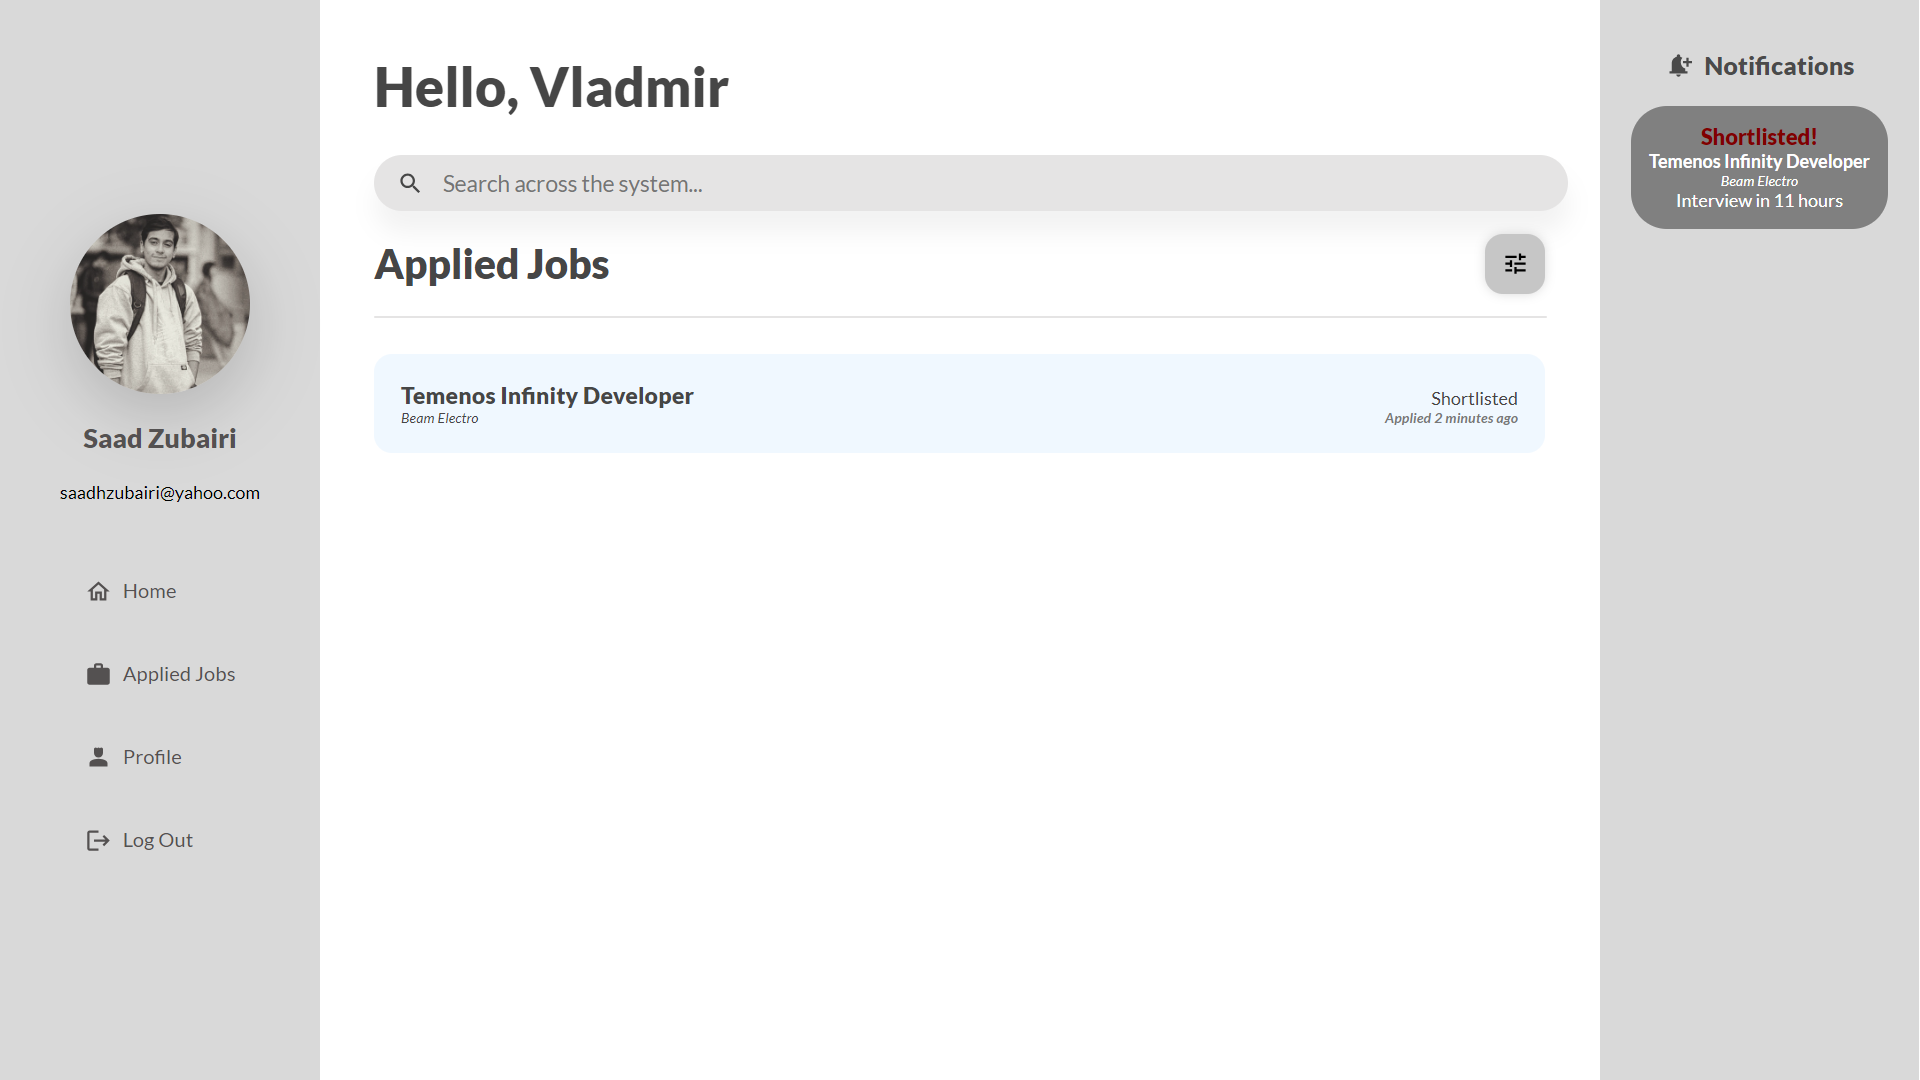 Saad Zubairi
saadhzubairi@yahoo.com
Home
Applied Jobs
Profile
Log Out
Hello, Vladmir
Search across the system...
Applied Jobs
Temenos Infinity Developer
Beam Electro
Shortlisted
Applied 2 minutes ago
Notifications
Shortlisted!
Temenos Infinity Developer
Beam Electro
Interview in 11 hours